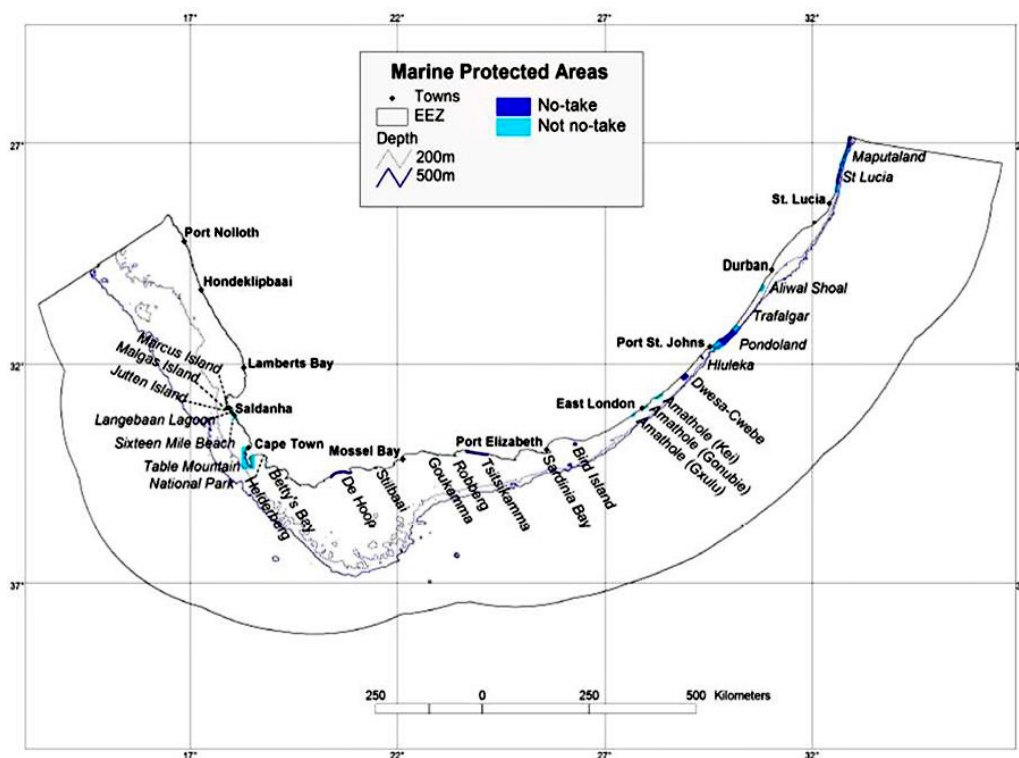 17°
22°
27°
32°
Marine Protected Areas
Towns
EEZ
Depth
200m
500m
No-take
Not no-take
27°
Maputaland
St Lucia
St. Lucia
Port Nolloth
Durban
Hondeklipbaai
Aliwal Shoal
Trafalgar
Port St. Johns
Pondoland
Hluleka
32°
Lamberts Bay
Marcus Island
Malgas Island
Jutten Island
Dwesa-Cwebe
Saldanha
Langebaan Lagoon
East London
Amathole (Kei)
Amathole (Gonubie)
Amathole (Gxulu)
Sixteen Mile Beach
Cape Town
Mossel Bay
Port Elizabeth
Table Mountain
National Park
Helderberg
Betty's Bay
De Hoop
Stilbaai
Goukamma
Robberg
Tsitsikamma
Sardinia Bay
Bird Island
37°
250
0
250
500
Kilometers
17°
22°
27°
32°